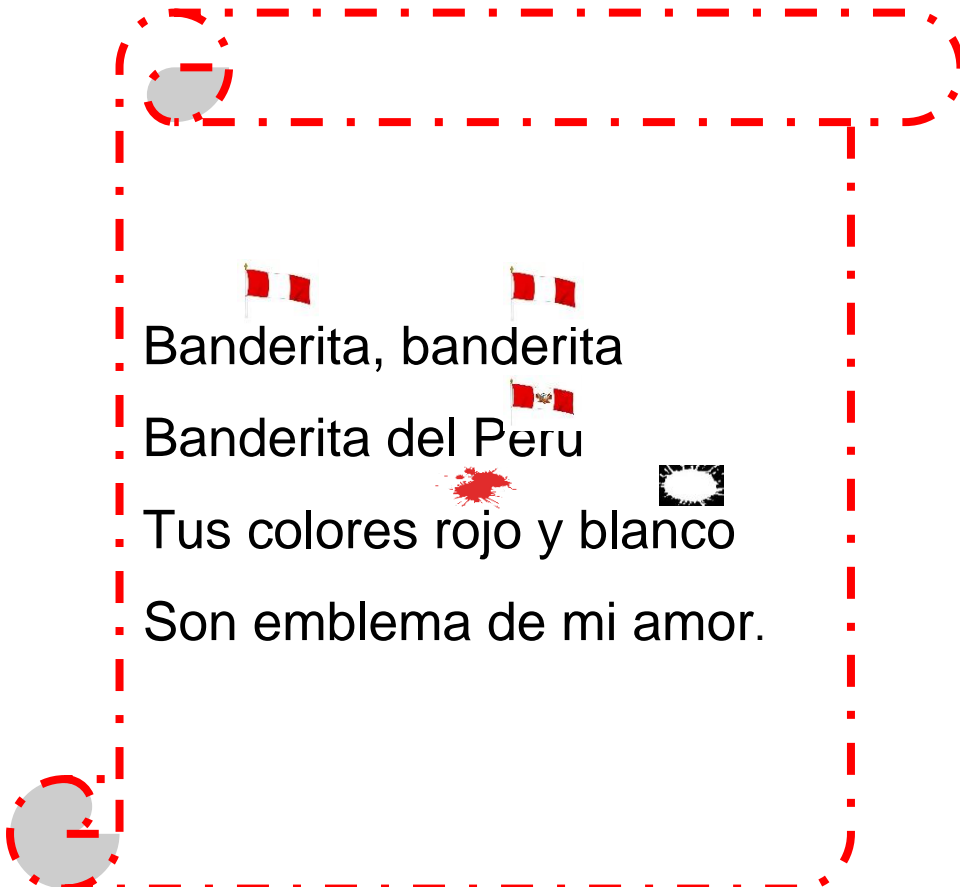 Banderita, banderita
Banderita del Perú
Tus colores rojo y blanco
Son emblema de mi amor.